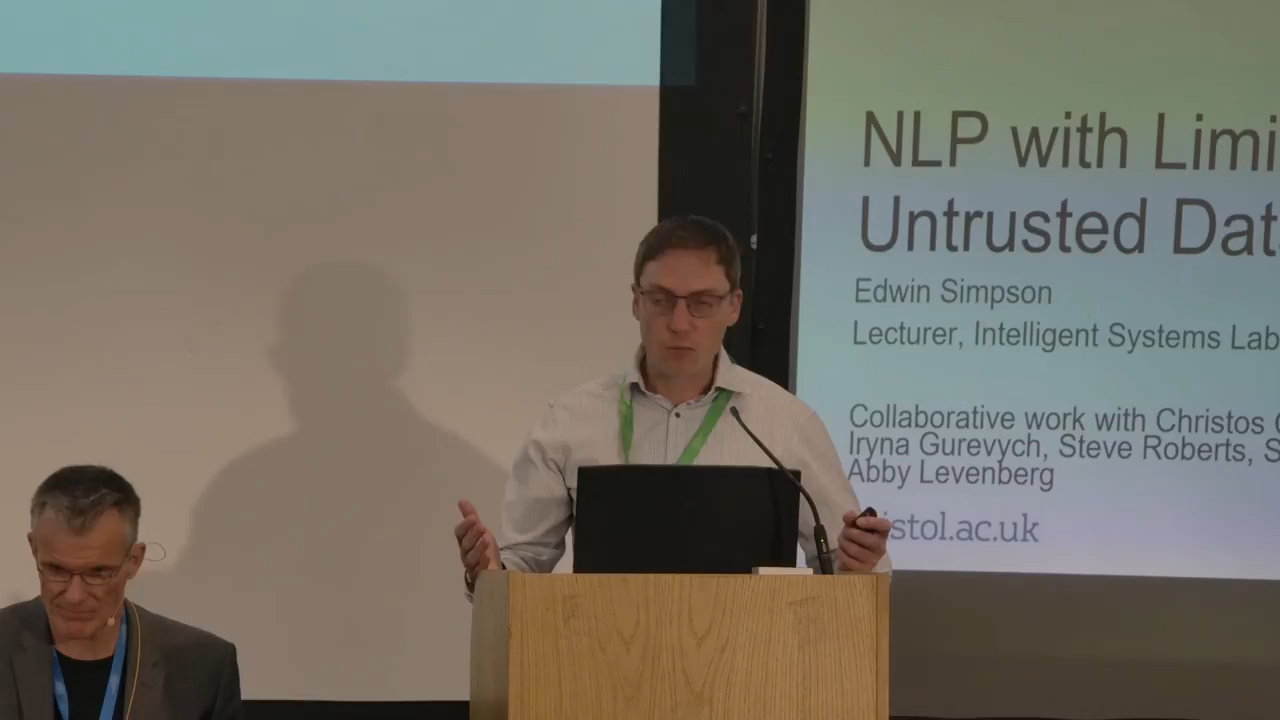 NLP with Limi
Untrusted Dat
Edwin Simpson
Lecturer, Intelligent Systems Lab
Collaborative work with Christos
Iryna Gurevych, Steve Roberts, S
Abby Levenberg
istol.ac.uk